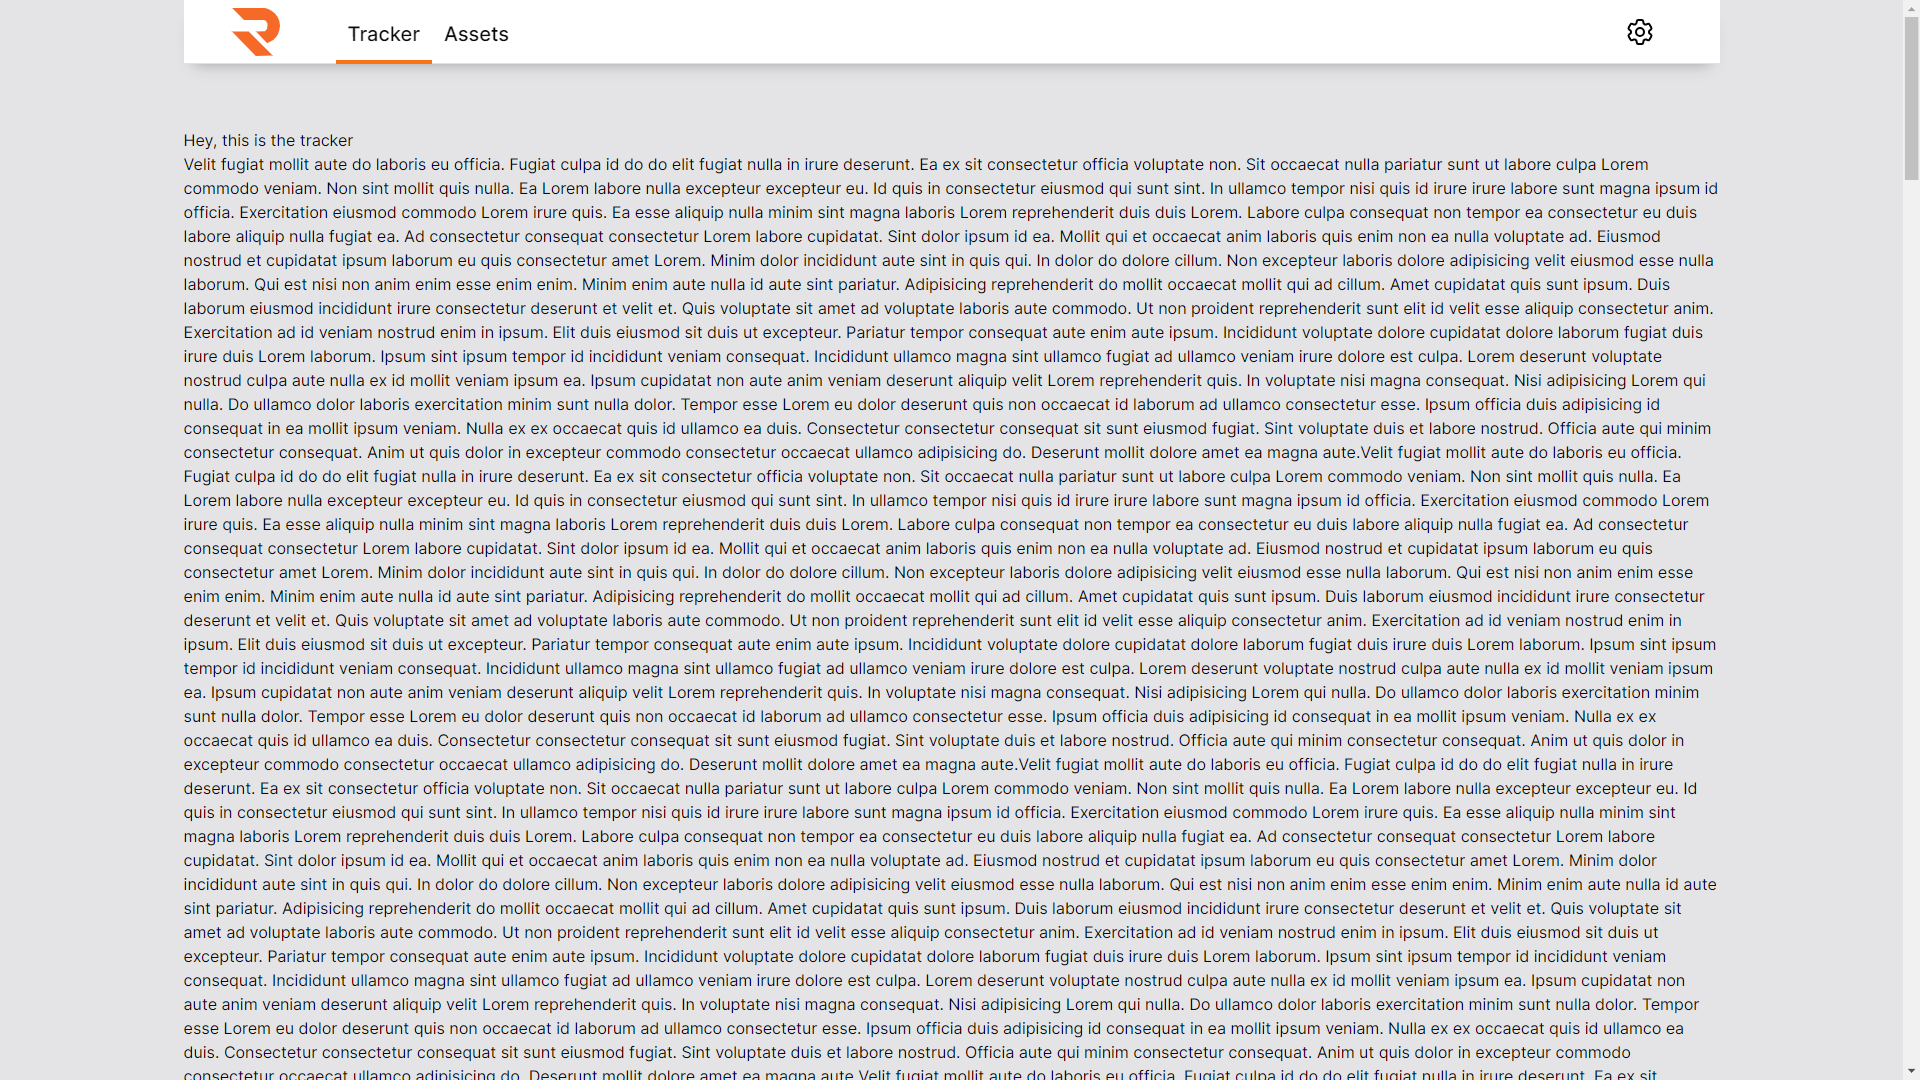 Tracker Assets
Hey, this is the tracker
Velit fugiat mollit aute do laboris eu officia. Fugiat culpa id do do elit fugiat nulla in irure deserunt. Ea ex sit consectetur officia voluptate non. Sit occaecat nulla pariatur sunt ut labore culpa Lorem
commodo veniam. Non sint mollit quis nulla. Ea Lorem labore nulla excepteur excepteur eu. Id quis in consectetur eiusmod qui sunt sint. In ullamco tempor nisi quis id irure irure labore sunt magna ipsum id
officia. Exercitation eiusmod commodo Lorem irure quis. Ea esse aliquip nulla minim sint magna laboris Lorem reprehenderit duis duis Lorem. Labore culpa consequat non tempor ea consectetur eu duis
labore aliquip nulla fugiat ea. Ad consectetur consequat consectetur Lorem labore cupidatat. Sint dolor ipsum id ea. Mollit qui et occaecat anim laboris quis enim non ea nulla voluptate ad. Eiusmod
nostrud et cupidatat ipsum laborum eu quis consectetur amet Lorem. Minim dolor incididunt aute sint in quis qui. In dolor do dolore cillum. Non excepteur laboris dolore adipisicing velit eiusmod esse nulla
laborum. Qui est nisi non anim enim esse enim enim. Minim enim aute nulla id aute sint pariatur. Adipisicing reprehenderit do mollit occaecat mollit qui ad cillum. Amet cupidatat quis sunt ipsum. Duis
laborum eiusmod incididunt irure consectetur deserunt et velit et. Quis voluptate sit amet ad voluptate laboris aute commodo. Ut non proident reprehenderit sunt elit id velit esse aliquip consectetur anim.
Exercitation ad id veniam nostrud enim in ipsum. Elit duis eiusmod sit duis ut excepteur. Pariatur tempor consequat aute enim aute ipsum. Incididunt voluptate dolore cupidatat dolore laborum fugiat duis
irure duis Lorem laborum. Ipsum sint ipsum tempor id incididunt veniam consequat. Incididunt ullamco magna sint ullamco fugiat ad ullamco veniam irure dolore est culpa. Lorem deserunt voluptate
nostrud culpa aute nulla ex id mollit veniam ipsum ea. Ipsum cupidatat non aute anim veniam deserunt aliquip velit Lorem reprehenderit quis. In voluptate nisi magna consequat. Nisi adipisicing Lorem qui
nulla. Do ullamco dolor laboris exercitation minim sunt nulla dolor. Tempor esse Lorem eu dolor deserunt quis non occaecat id laborum ad ullamco consectetur esse. Ipsum officia duis adipisicing id
consequat in ea mollit ipsum veniam. Nulla ex ex occaecat quis id ullamco ea duis. Consectetur consectetur consequat sit sunt eiusmod fugiat. Sint voluptate duis et labore nostrud. Officia aute qui minim
consectetur consequat. Anim ut quis dolor in excepteur commodo consectetur occaecat ullamco adipisicing do. Deserunt mollit dolore amet ea magna aute.Velit fugiat mollit aute do laboris eu officia.
Fugiat culpa id do do elit fugiat nulla in irure deserunt. Ea ex sit consectetur officia voluptate non. Sit occaecat nulla pariatur sunt ut labore culpa Lorem commodo veniam. Non sint mollit quis nulla. Ea
Lorem labore nulla excepteur excepteur eu. Id quis in consectetur eiusmod qui sunt sint. In ullamco tempor nisi quis id irure irure labore sunt magna ipsum id officia. Exercitation eiusmod commodo Lorem
irure quis. Ea esse aliquip nulla minim sint magna laboris Lorem reprehenderit duis duis Lorem. Labore culpa consequat non tempor ea consectetur eu duis labore aliquip nulla fugiat ea. Ad consectetur
consequat consectetur Lorem labore cupidatat. Sint dolor ipsum id ea. Mollit qui et occaecat anim laboris quis enim non ea nulla voluptate ad. Eiusmod nostrud et cupidatat ipsum laborum eu quis
consectetur amet Lorem. Minim dolor incididunt aute sint in quis qui. In dolor do dolore cillum. Non excepteur laboris dolore adipisicing velit eiusmod esse nulla laborum. Qui est nisi non anim enim esse
enim enim. Minim enim aute nulla id aute sint pariatur. Adipisicing reprehenderit do mollit occaecat mollit qui ad cillum. Amet cupidatat quis sunt ipsum. Duis laborum eiusmod incididunt irure consectetur
deserunt et velit et. Quis voluptate sit amet ad voluptate laboris aute commodo. Ut non proident reprehenderit sunt elit id velit esse aliquip consectetur anim. Exercitation ad id veniam nostrud enim in
ipsum. Elit duis eiusmod sit duis ut excepteur. Pariatur tempor consequat aute enim aute ipsum. Incididunt voluptate dolore cupidatat dolore laborum fugiat duis irure duis Lorem laborum. Ipsum sint ipsum
tempor id incididunt veniam consequat. Incididunt ullamco magna sint ullamco fugiat ad ullamco veniam irure dolore est culpa. Lorem deserunt voluptate nostrud culpa aute nulla ex id mollit veniam ipsum
ea. Ipsum cupidatat non aute anim veniam deserunt aliquip velit Lorem reprehenderit quis. In voluptate nisi magna consequat. Nisi adipisicing Lorem qui nulla. Do ullamco dolor laboris exercitation minim
sunt nulla dolor. Tempor esse Lorem eu dolor deserunt quis non occaecat id laborum ad ullamco consectetur esse. Ipsum officia duis adipisicing id consequat in ea mollit ipsum veniam. Nulla ex ex
occaecat quis id ullamco ea duis. Consectetur consectetur consequat sit sunt eiusmod fugiat. Sint voluptate duis et labore nostrud. Officia aute qui minim consectetur consequat. Anim ut quis dolor in
excepteur commodo consectetur occaecat ullamco adipisicing do. Deserunt mollit dolore amet ea magna aute.Velit fugiat mollit aute do laboris eu officia. Fugiat culpa id do do elit fugiat nulla in irure
deserunt. Ea ex sit consectetur officia voluptate non. Sit occaecat nulla pariatur sunt ut labore culpa Lorem commodo veniam. Non sint mollit quis nulla. Ea Lorem labore nulla excepteur excepteur eu. Id
quis in consectetur eiusmod qui sunt sint. In ullamco tempor nisi quis id irure irure labore sunt magna ipsum id officia. Exercitation eiusmod commodo Lorem irure quis. Ea esse aliquip nulla minim sint
magna laboris Lorem reprehenderit duis duis Lorem. Labore culpa consequat non tempor ea consectetur eu duis labore aliquip nulla fugiat ea. Ad consectetur consequat consectetur Lorem labore
cupidatat. Sint dolor ipsum id ea. Mollit qui et occaecat anim laboris quis enim non ea nulla voluptate ad. Eiusmod nostrud et cupidatat ipsum laborum eu quis consectetur amet Lorem. Minim dolor
incididunt aute sint in quis qui. In dolor do dolore cillum. Non excepteur laboris dolore adipisicing velit eiusmod esse nulla laborum. Qui est nisi non anim enim esse enim enim. Minim enim aute nulla id aute
sint pariatur. Adipisicing reprehenderit do mollit occaecat mollit qui ad cillum. Amet cupidatat quis sunt ipsum. Duis laborum eiusmod incididunt irure consectetur deserunt et velit et. Quis voluptate sit
amet ad voluptate laboris aute commodo. Ut non proident reprehenderit sunt elit id velit esse aliquip consectetur anim. Exercitation ad id veniam nostrud enim in ipsum. Elit duis eiusmod sit duis ut
excepteur. Pariatur tempor consequat aute enim aute ipsum. Incididunt voluptate dolore cupidatat dolore laborum fugiat duis irure duis Lorem laborum. Ipsum sint ipsum tempor id incididunt veniam
consequat. Incididunt ullamco magna sint ullamco fugiat ad ullamco veniam irure dolore est culpa. Lorem deserunt voluptate nostrud culpa aute nulla ex id mollit veniam ipsum ea. Ipsum cupidatat non
aute anim veniam deserunt aliquip velit Lorem reprehenderit quis. In voluptate nisi magna consequat. Nisi adipisicing Lorem qui nulla. Do ullamco dolor laboris exercitation minim sunt nulla dolor. Tempor
esse Lorem eu dolor deserunt quis non occaecat id laborum ad ullamco consectetur esse. Ipsum officia duis adipisicing id consequat in ea mollit ipsum veniam. Nulla ex ex occaecat quis id ullamco ea
duis. Consectetur consectetur consequat sit sunt eiusmod fugiat. Sint voluptate duis et labore nostrud. Officia aute qui minim consectetur consequat. Anim ut quis dolor in excepteur commodo
consectetur occaecat ullamco adipisicing do. Deserunt mollit dolore amet ea magna aute.Velit fugiat mollit aute do laboris eu officia. Fugiat culpa id do do elit fugiat nulla in irure deserunt. Ea ex sit